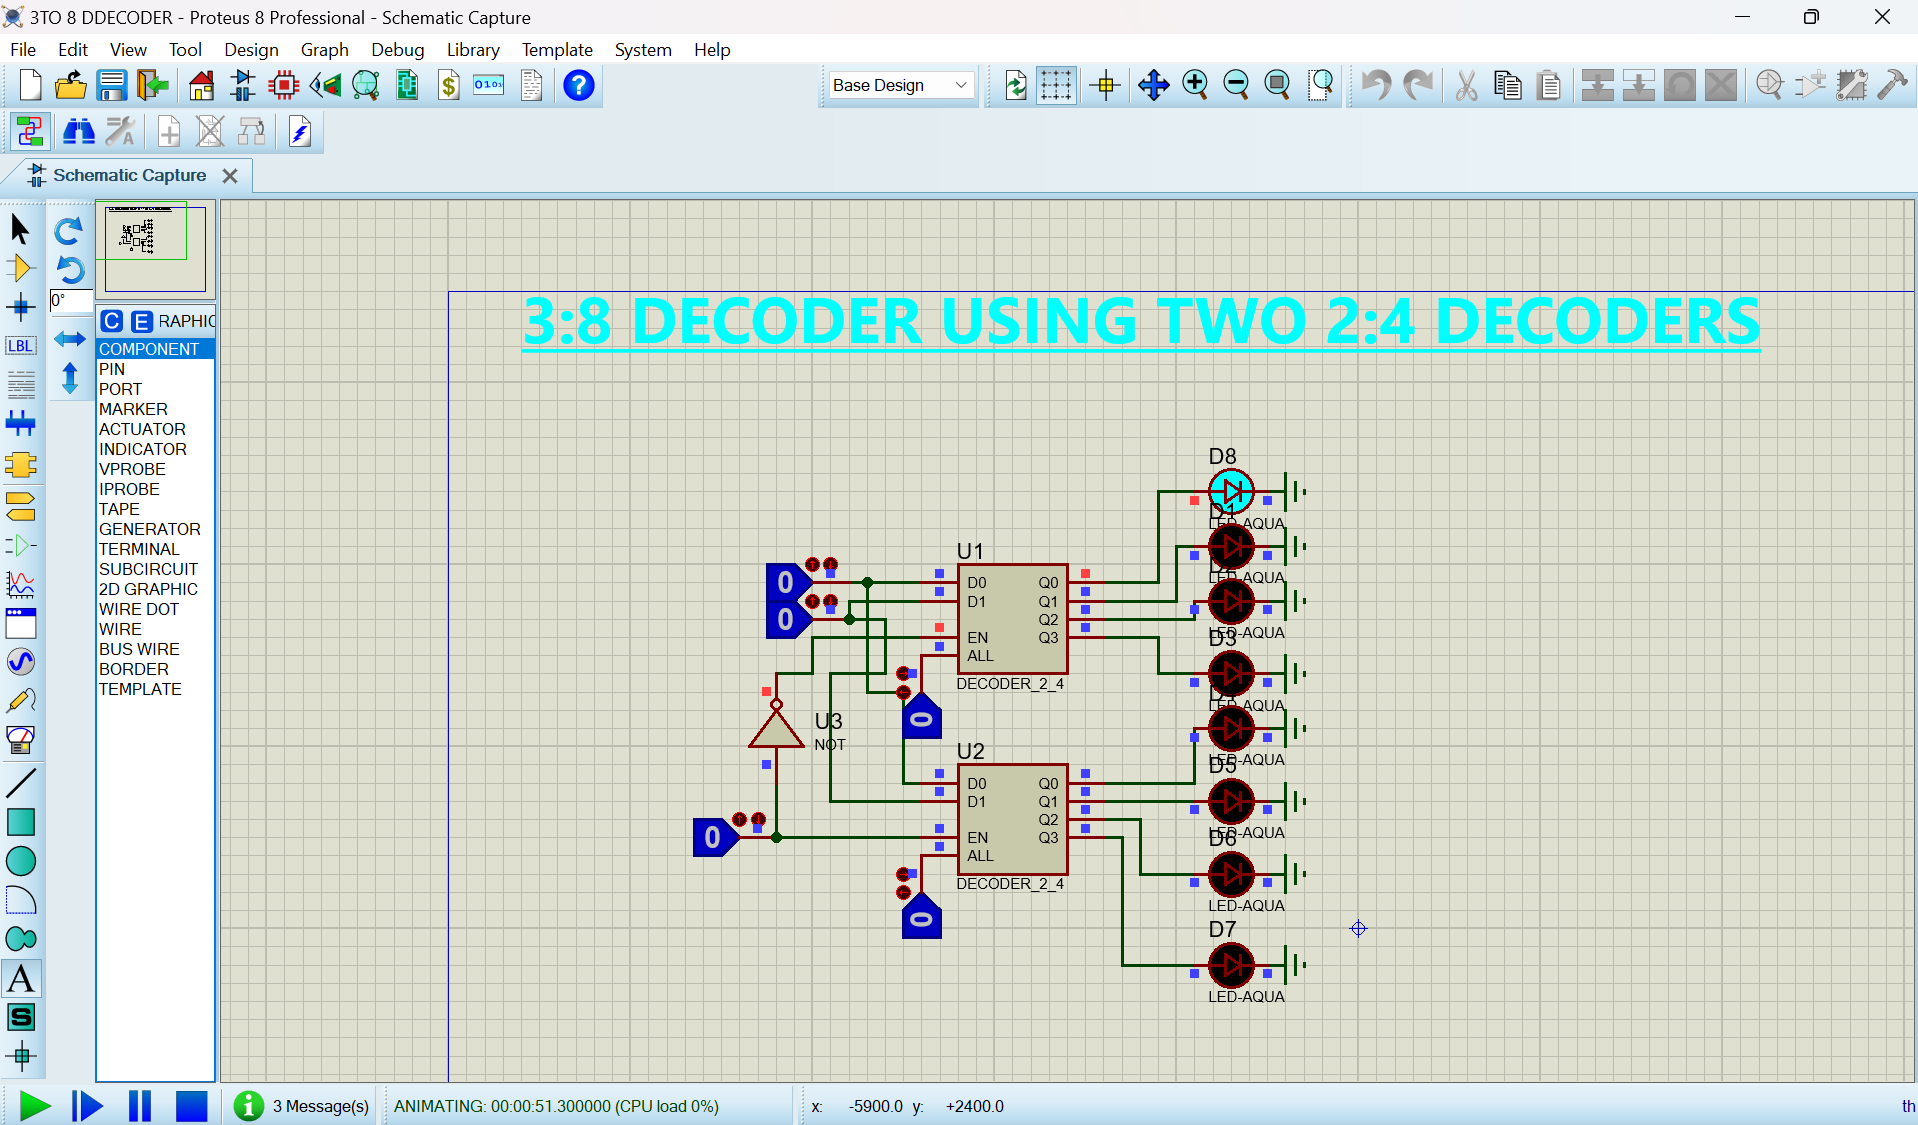 3TO 8 DDECODER - Proteus 8 Professional - Schematic Capture
File Edit View Tool Design Graph Debug Library Template System Help
Base Design
Schematic Capture
0°
C E RAPHIC
LBL
COMPONENT
PIN
PORT
MARKER
ACTUATOR
INDICATOR
VPROBE
IPROBE
TAPE
GENERATOR
TERMINAL
SUBCIRCUIT
2D GRAPHIC
WIRE DOT
WIRE
BUS WIRE
BORDER
TEMPLATE
A
S
3:8 DECODER USING TWO 2:4 DECODERS
D8
LED-AQUA
D1
LED-AQUA
D2
LED-AQUA
D3
LED-AQUA
D4
LED-AQUA
D5
LED-AQUA
D6
LED-AQUA
D7
LED-AQUA
U1
0
0
D0 Q0
D1 Q1
Q2
EN Q3
ALL
DECODER_2_4
0
U3
NOT
U2
D0 Q0
D1 Q1
Q2
EN Q3
ALL
DECODER_2_4
0
0
3 Message(s) ANIMATING: 00:00:51.300000 (CPU load 0%) x: -5900.0 y: +2400.0 th